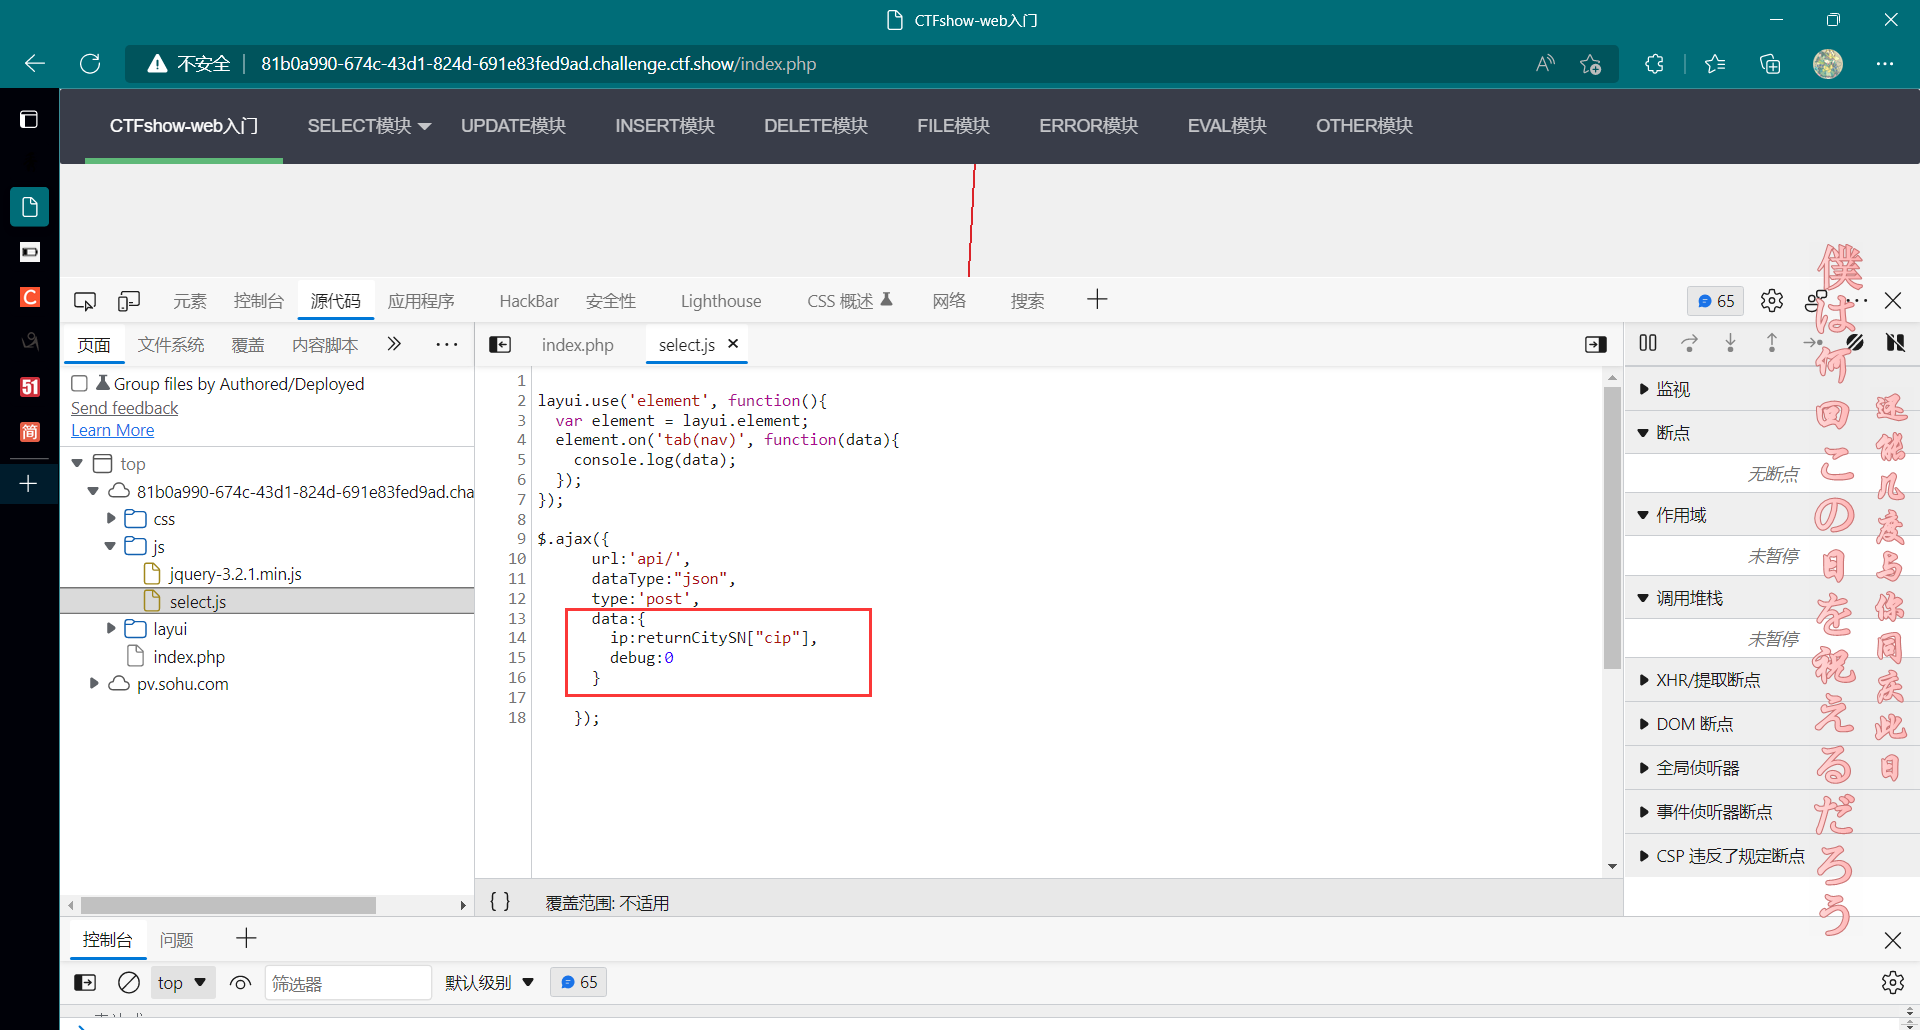 CTFshow-web入门
不安全
81b0a990-674c-43d1-824d-691e83fed9ad.challenge.ctf.show/index.php
CTFshow-web入门 SELECT模块 UPDATE模块 INSERT模块 DELETE模块 FILE模块 ERROR模块 EVAL模块 OTHER模块
元素 控制台 源代码 应用程序 HackBar 安全性 Lighthouse CSS 概述 网络 搜索 65
页面 文件系统 覆盖 内容脚本
index.php select.js
Group files by Authored/Deployed
Send feedback
Learn More
top
81b0a990-674c-43d1-824d-691e83fed9ad.cha
css
js
jquery-3.2.1.min.js
select.js
layui
index.php
pv.sohu.com
1
2 layui.use('element', function(){
3 var element = layui.element;
4 element.on('tab(nav)', function(data){
5 console.log(data);
6 });
7 });
8
9 $.ajax({
10 url:'api/',
11 dataType:"json",
12 type:'post',
13 data:{
14 ip:returnCitySN["cip"],
15 debug:0
16 }
17
18 });
{ } 覆盖范围: 不适用
监视
断点
无断点
作用域
未暂停
调用堆栈
未暂停
XHR/提取断点
DOM 断点
全局侦听器
事件侦听器断点
CSP 违反了规定断点
僕は何回この日を祝えるだろう
还能几度与你同庆此日
控制台 问题
top 筛选器 默认级别 65
51
简